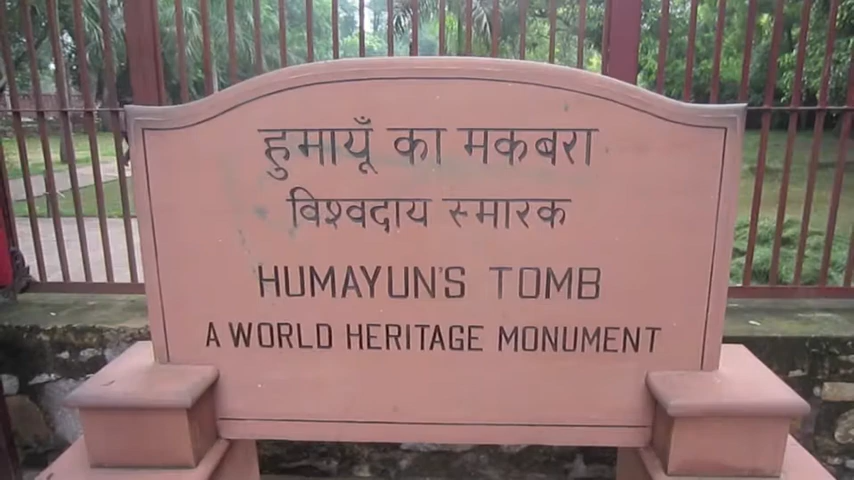 हुमायूँ का मकबरा
विश्वदाय स्मारक
HUMAYUN'S TOMB
A WORLD HERITAGE MONUMENT